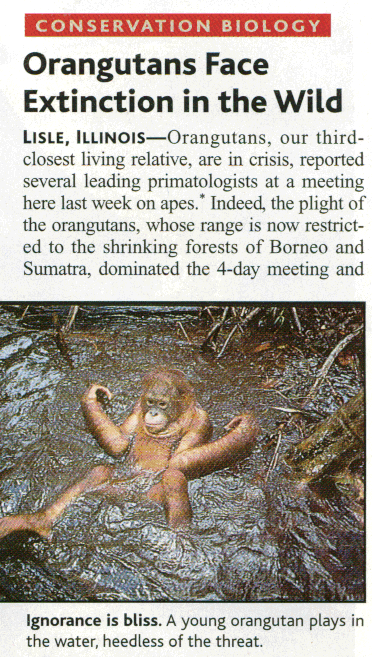 CONSERVATION BIOLOGY
Orangutans Face
Extinction in the Wild
LISLE, ILLINOIS—Orangutans, our third-
closest living relative, are in crisis, reported
several leading primatologists at a meeting
here last week on apes.* Indeed, the plight of
the orangutans, whose range is now restrict-
ed to the shrinking forests of Borneo and
Sumatra, dominated the 4-day meeting and
Ignorance is bliss. A young orangutan plays in
the water, heedless of the threat.